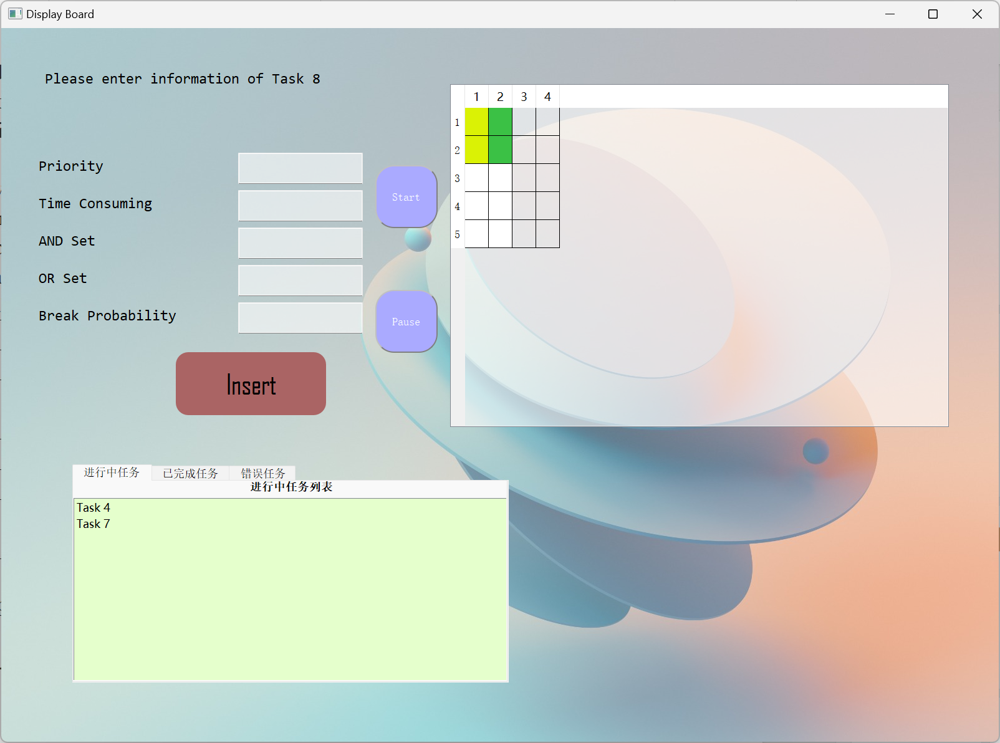 Display Board
Please enter information of Task 8
Priority
Time Consuming
AND Set
OR Set
Break Probability
Start
Pause
Insert
1 2 3 4
1
2
3
4
5
进行中任务 已完成任务 错误任务
进行中任务列表
Task 4
Task 7